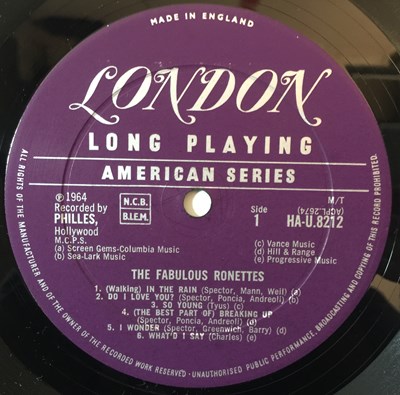 MADE IN ENGLAND
LONDON
LONG PLAYING
AMERICAN SERIES
℗1964
Recorded by
PHILLES,
Hollywood
M.C.P.S.
(a) Screen Gems-Columbia Music
(b) Sea-Lark Music
N.C.B.
B.I.E.M.
Side
1
M/T
(ACPL.2674)
HA-U.8212
(c) Vance Music
(d) Hill & Range
(e) Progressive Music
THE FABULOUS RONETTES
1. (Walking) IN THE RAIN (Spector, Mann, Weil) (a)
2. DO I LOVE YOU? (Spector, Poncia, Andreoli) (b)
3. SO YOUNG (Tyus) (c)
4. (THE BEST PART OF) BREAKING UP
(Spector, Poncia, Andreoli) (b)
5. I WONDER (Spector, Greenwich, Barry) (d)
6. WHAT'D I SAY (Charles) (e)
ALL RIGHTS OF THE MANUFACTURER AND OF THE OWNER OF THE RECORDED WORK RESERVED · UNAUTHORISED PUBLIC PERFORMANCE, BROADCASTING AND COPYING OF THIS RECORD PROHIBITED.